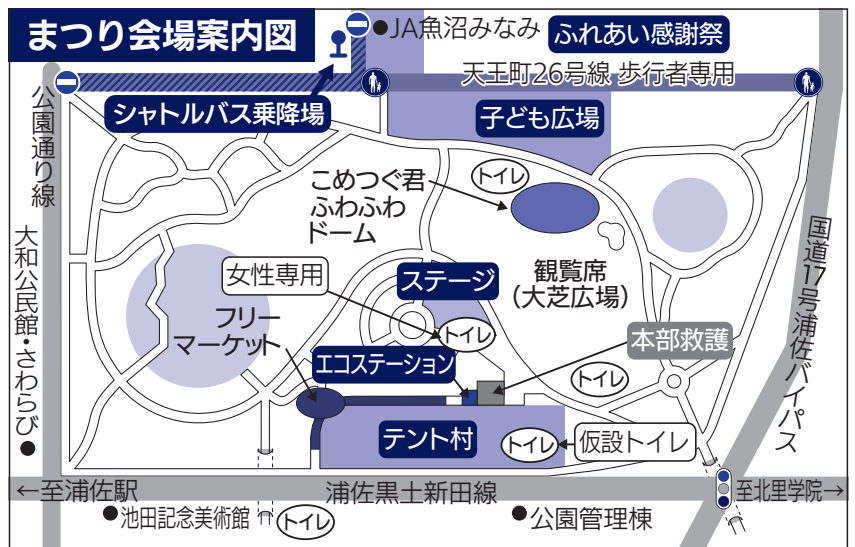 まつり会場案内図
●JA魚沼みなみ
ふれあい感謝祭
天王町26号線 歩行者専用
シャトルバス乗降場
子ども広場
公園通り線
トイレ
こめつぐ君
ふわふわ
ドーム
大和公民館・さわらび●
国道17号浦佐バイパス
女性専用
ステージ
観覧席
(大芝広場)
フリー
マーケット
トイレ
本部救護
エコステーション
トイレ
テント村
トイレ
仮設トイレ
←至浦佐駅
浦佐黒土新田線
至北里学院→
●池田記念美術館
トイレ
●公園管理棟